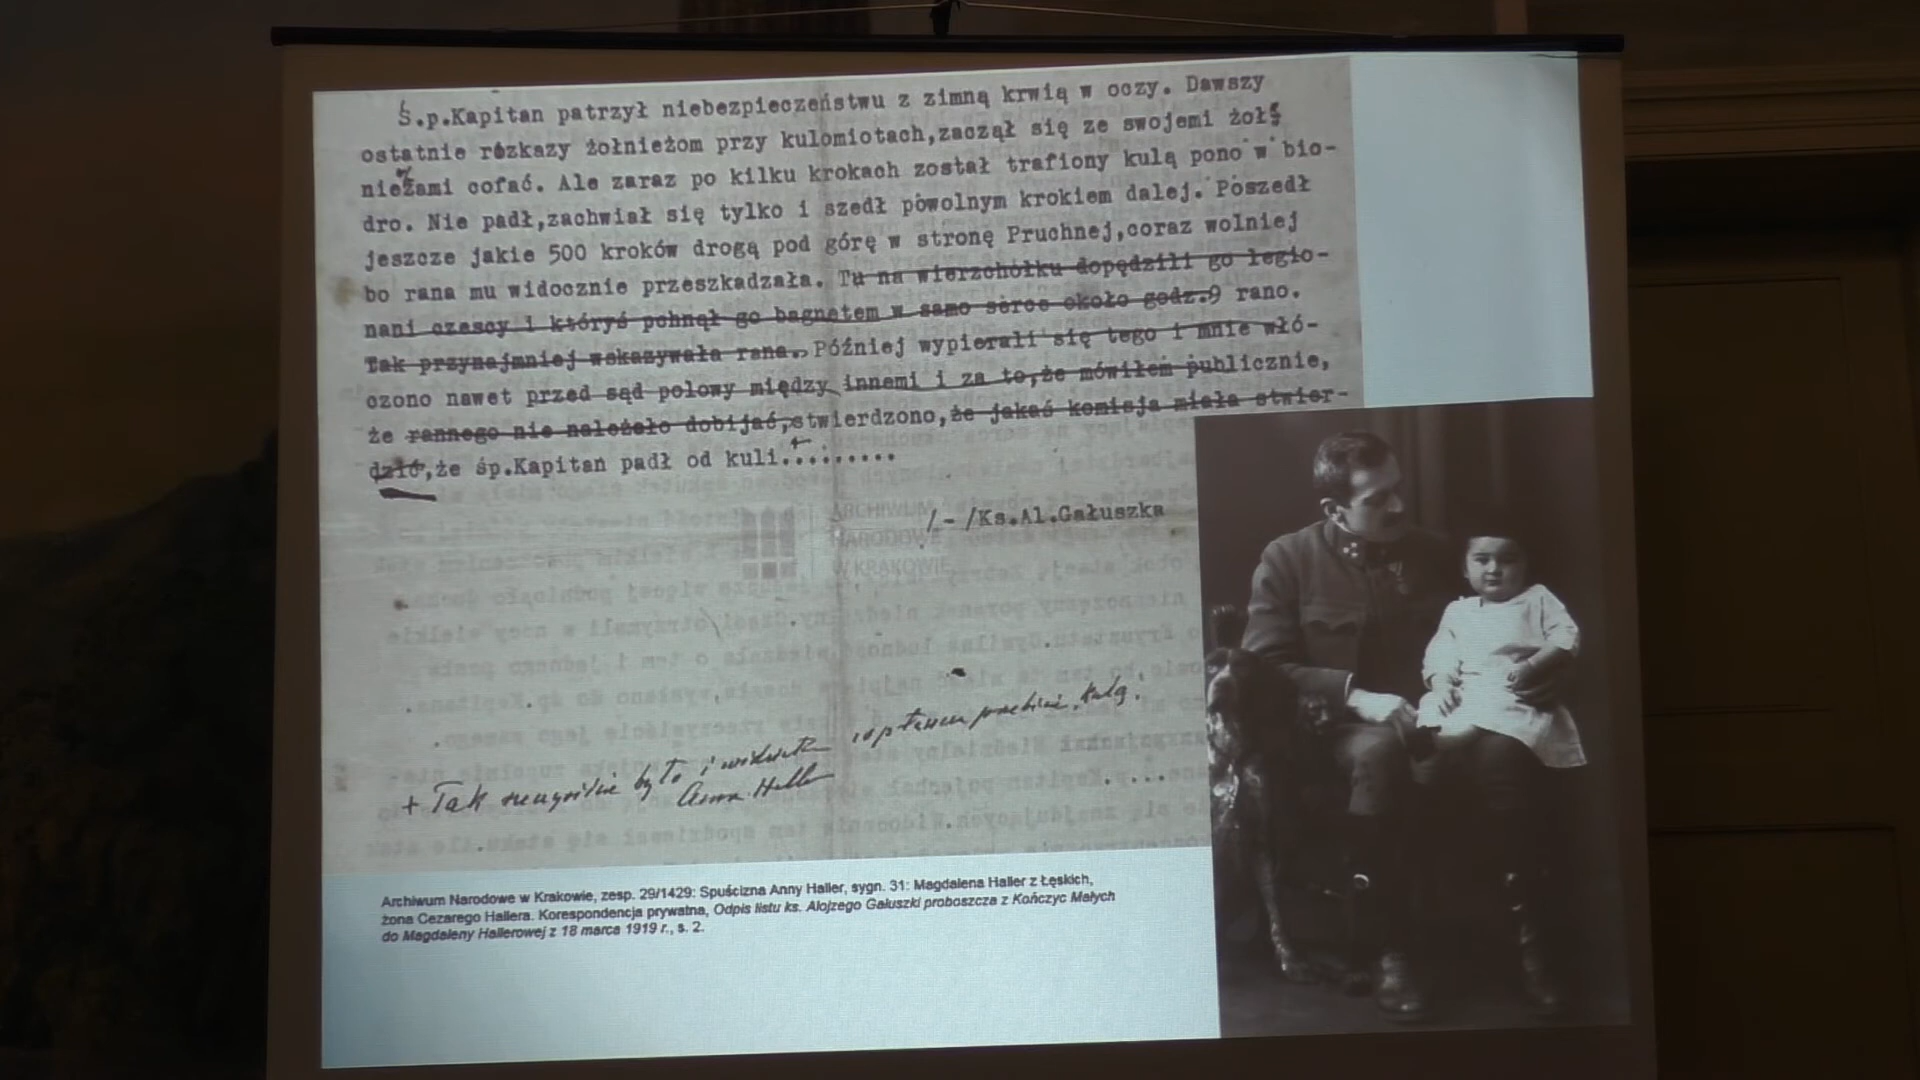 Ś.p.Kapitan patrzył niebezpieczeństwu z zimną krwią w oczy. Dawszy
ostatnie rozkazy żołnieżom przy kulomiotach,zaczął się ze swojemi żoł
nieżami cofać. Ale zaraz po kilku krokach został trafiony kulą pono w bio-
dro. Nie padł,zachwiał się tylko i szedł powolnym krokiem dalej. Poszedł
jeszcze jakie 500 kroków drogą pod górę w stronę Pruchnej,coraz wolniej
bo rana mu widocznie przeszkadzała. Tu na wierzchołku dopędzili go legio-
nani czescy i któryś pchnął go bagnetem w samo serce około godz.9 rano.
Tak przynajmniej wskazywała rana. Później wypierali się tego i mnie włó-
czono nawet przed sąd polowy między innemi i za to,że mówiłem publicznie,
że rannego nie należało dobijać,stwierdzono,że jakaś komisja miała stwier-
dzić,że śp.Kapitan padł od kuli..........
/-/Ks.Al.Gałuszka
ARCHIWUM
NARODOWE
W KRAKOWIE
+ Tak było i kulą.
Anna Haller
Archiwum Narodowe w Krakowie, zesp. 29/1429: Spuścizna Anny Haller, sygn. 31: Magdalena Haller z Łęskich,
żona Cezarego Hallera. Korespondencja prywatna, Odpis listu ks. Alojzego Gałuszki proboszcza z Kończyc Małych
do Magdaleny Hallerowej z 18 marca 1919 r., s. 2.